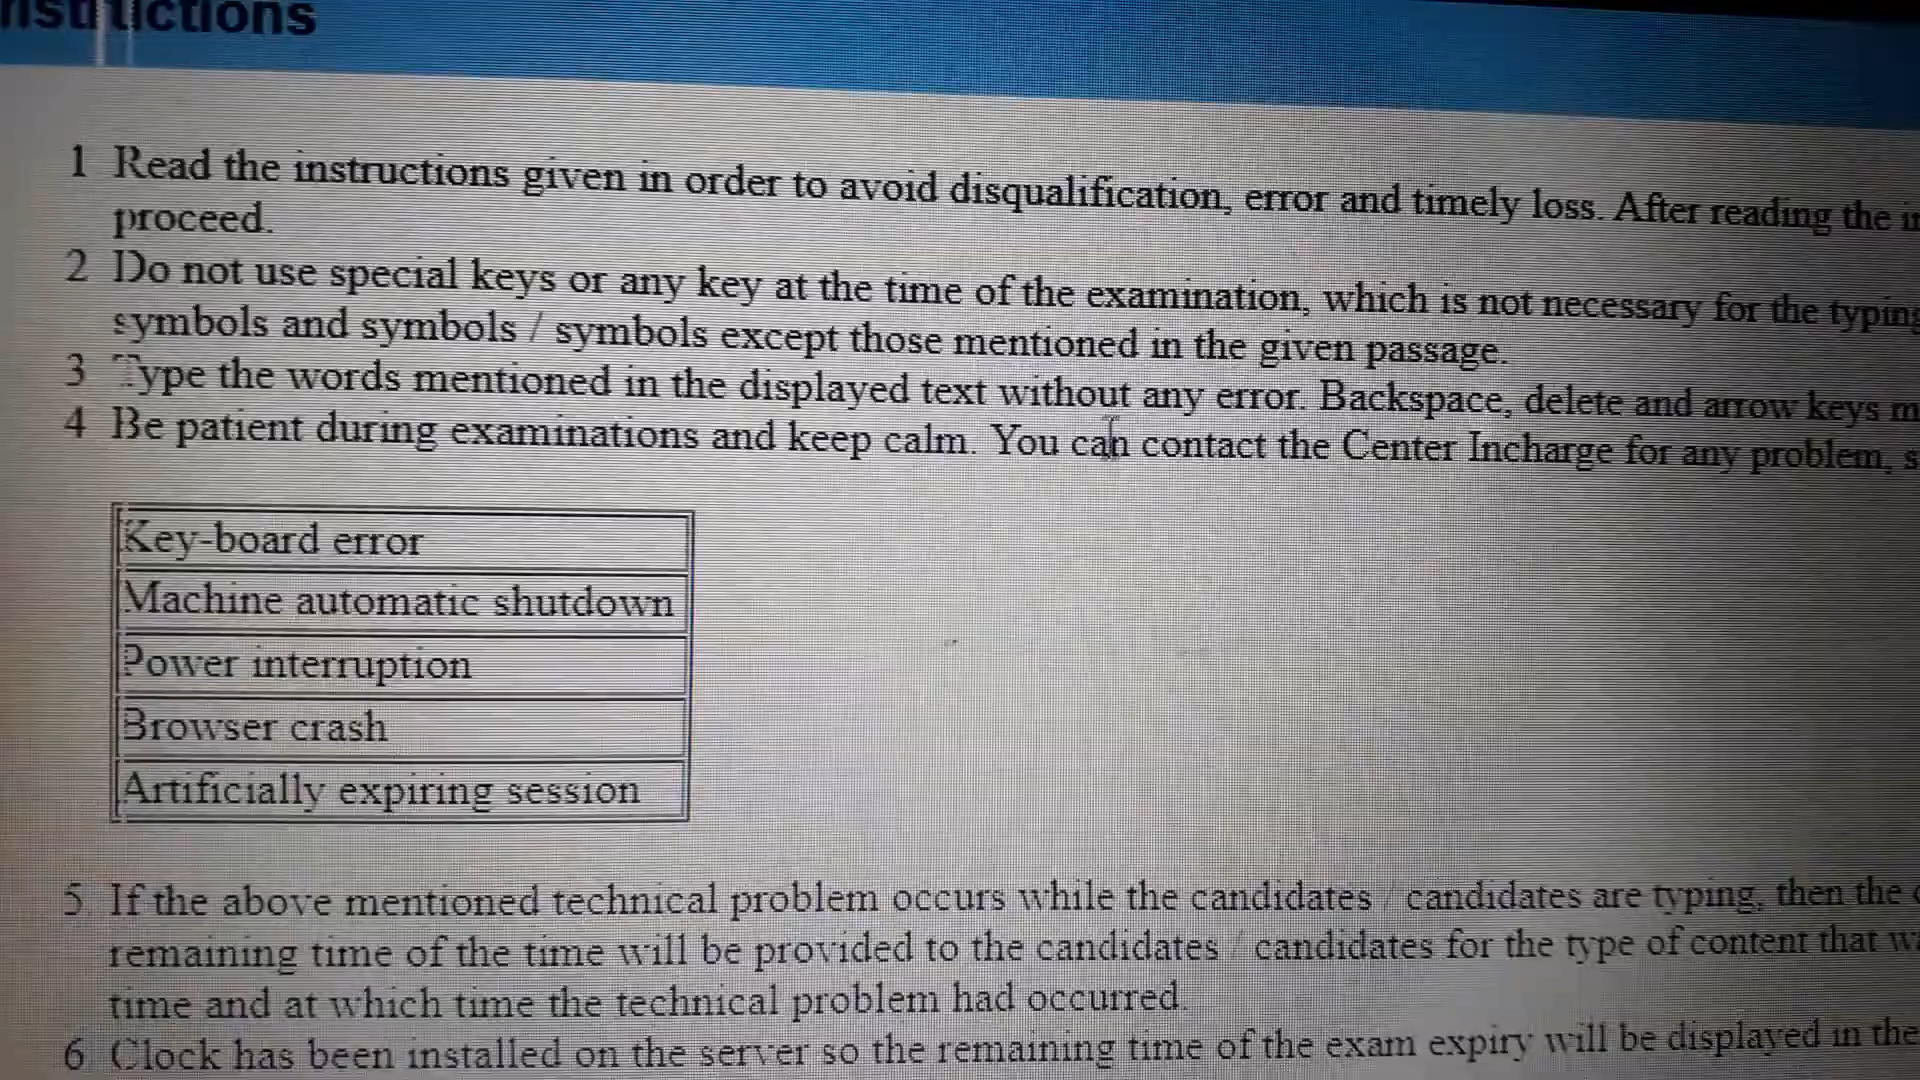 Instructions
1 Read the instructions given in order to avoid disqualification, error and timely loss. After reading the
proceed.
2 Do not use special keys or any key at the time of the examination, which is not necessary for the typing
symbols and symbols / symbols except those mentioned in the given passage.
3 Type the words mentioned in the displayed text without any error. Backspace, delete and arrow keys
4 Be patient during examinations and keep calm. You can contact the Center Incharge for any problem,
Key-board error
Machine automatic shutdown
Power interruption
Browser crash
Artificially expiring session
5. If the above mentioned technical problem occurs while the candidates / candidates are typing, then the
remaining time of the time will be provided to the candidates / candidates for the type of content that
time and at which time the technical problem had occurred.
6 Clock has been installed on the server so the remaining time of the exam expiry will be displayed in the